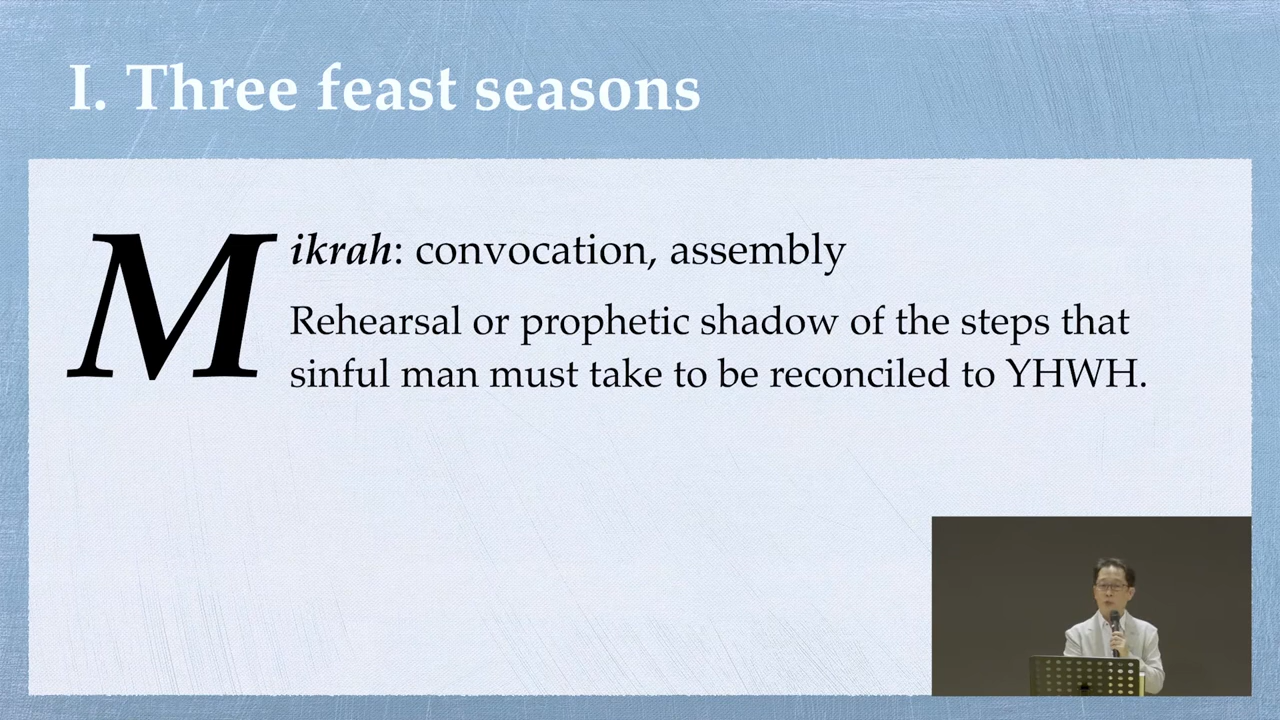 I. Three feast seasons
Mikrah: convocation, assembly
Rehearsal or prophetic shadow of the steps that
sinful man must take to be reconciled to YHWH.